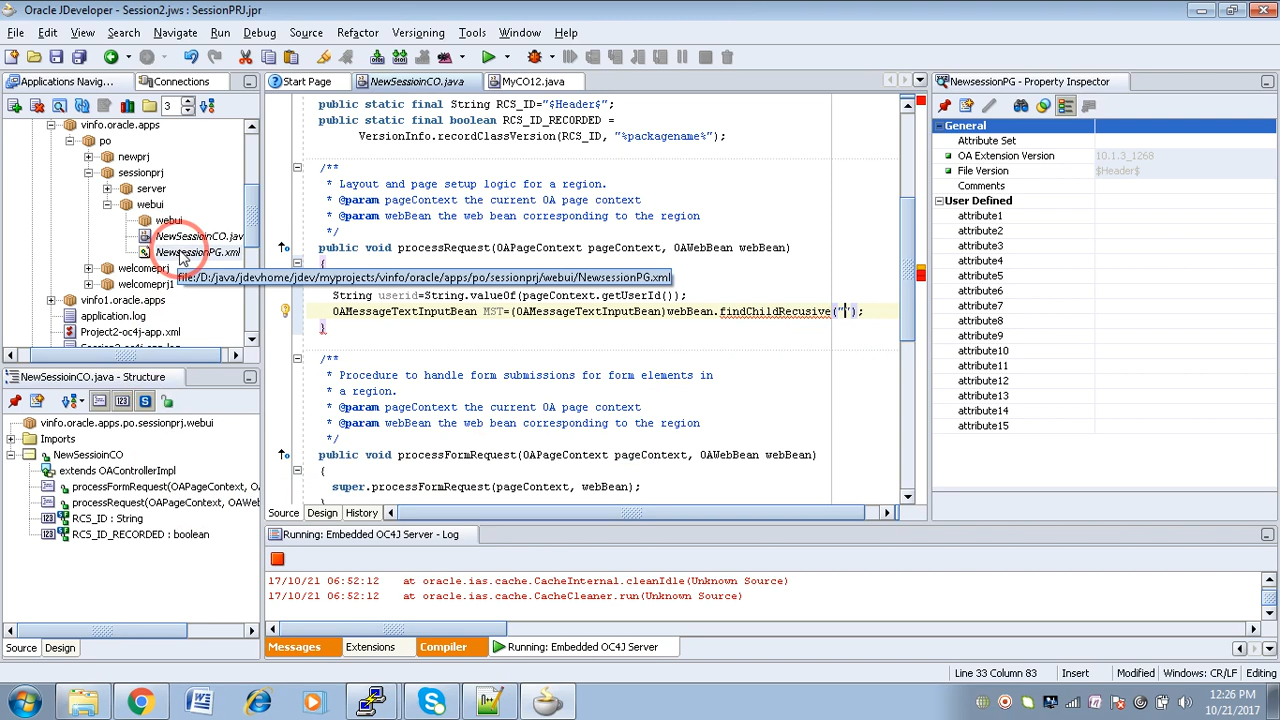 Oracle JDeveloper - Session2.jws : SessionPRJ.jpr
File Edit View Search Navigate Run Debug Source Refactor Versioning Tools Window Help
Applications Navig... Connections
3
vinfo.oracle.apps
po
newprj
sessionprj
server
webui
webui
NewSessioinCO.jav
NewsessionPG.xml
welcomeprj
welcomeprj1
vinfo1.oracle.apps
application.log
Project2-oc4j-app.xml
file:/D:/java/jdevhome/jdev/myprojects/vinfo/oracle/apps/po/sessionprj/webui/NewsessionPG.xml
NewSessioinCO.java - Structure
vinfo.oracle.apps.po.sessionprj.webui
Imports
NewSessioinCO
extends OAControllerImpl
processFormRequest(OAPageContext, OAWe
processRequest(OAPageContext, OAWebBea
RCS_ID : String
RCS_ID_RECORDED : boolean
Source Design
Start Page NewSessioinCO.java MyCO12.java
public static final String RCS_ID="$Header$";
public static final boolean RCS_ID_RECORDED =
VersionInfo.recordClassVersion(RCS_ID, "%packagename%");
/**
* Layout and page setup logic for a region.
* @param pageContext the current OA page context
* @param webBean the web bean corresponding to the region
*/
public void processRequest(OAPageContext pageContext, OAWebBean webBean)
{
String userid=String.valueOf(pageContext.getUserId());
OAMessageTextInputBean MST=(OAMessageTextInputBean)webBean.findChildRecusive("");
}
/**
* Procedure to handle form submissions for form elements in
* a region.
* @param pageContext the current OA page context
* @param webBean the web bean corresponding to the region
*/
public void processFormRequest(OAPageContext pageContext, OAWebBean webBean)
{
super.processFormRequest(pageContext, webBean);
Source Design History
Running: Embedded OC4J Server - Log
17/10/21 06:52:12 at oracle.ias.cache.CacheInternal.cleanIdle(Unknown Source)
17/10/21 06:52:12 at oracle.ias.cache.CacheCleaner.run(Unknown Source)
Messages Extensions Compiler Running: Embedded OC4J Server
NewsessionPG - Property Inspector
General
Attribute Set
OA Extension Version 10.1.3_1268
File Version $Header$
Comments
User Defined
attribute1
attribute2
attribute3
attribute4
attribute5
attribute6
attribute7
attribute8
attribute9
attribute10
attribute11
attribute12
attribute13
attribute14
attribute15
Line 33 Column 83 Insert Modified Windows: CR/LF
12:26 PM
10/21/2017